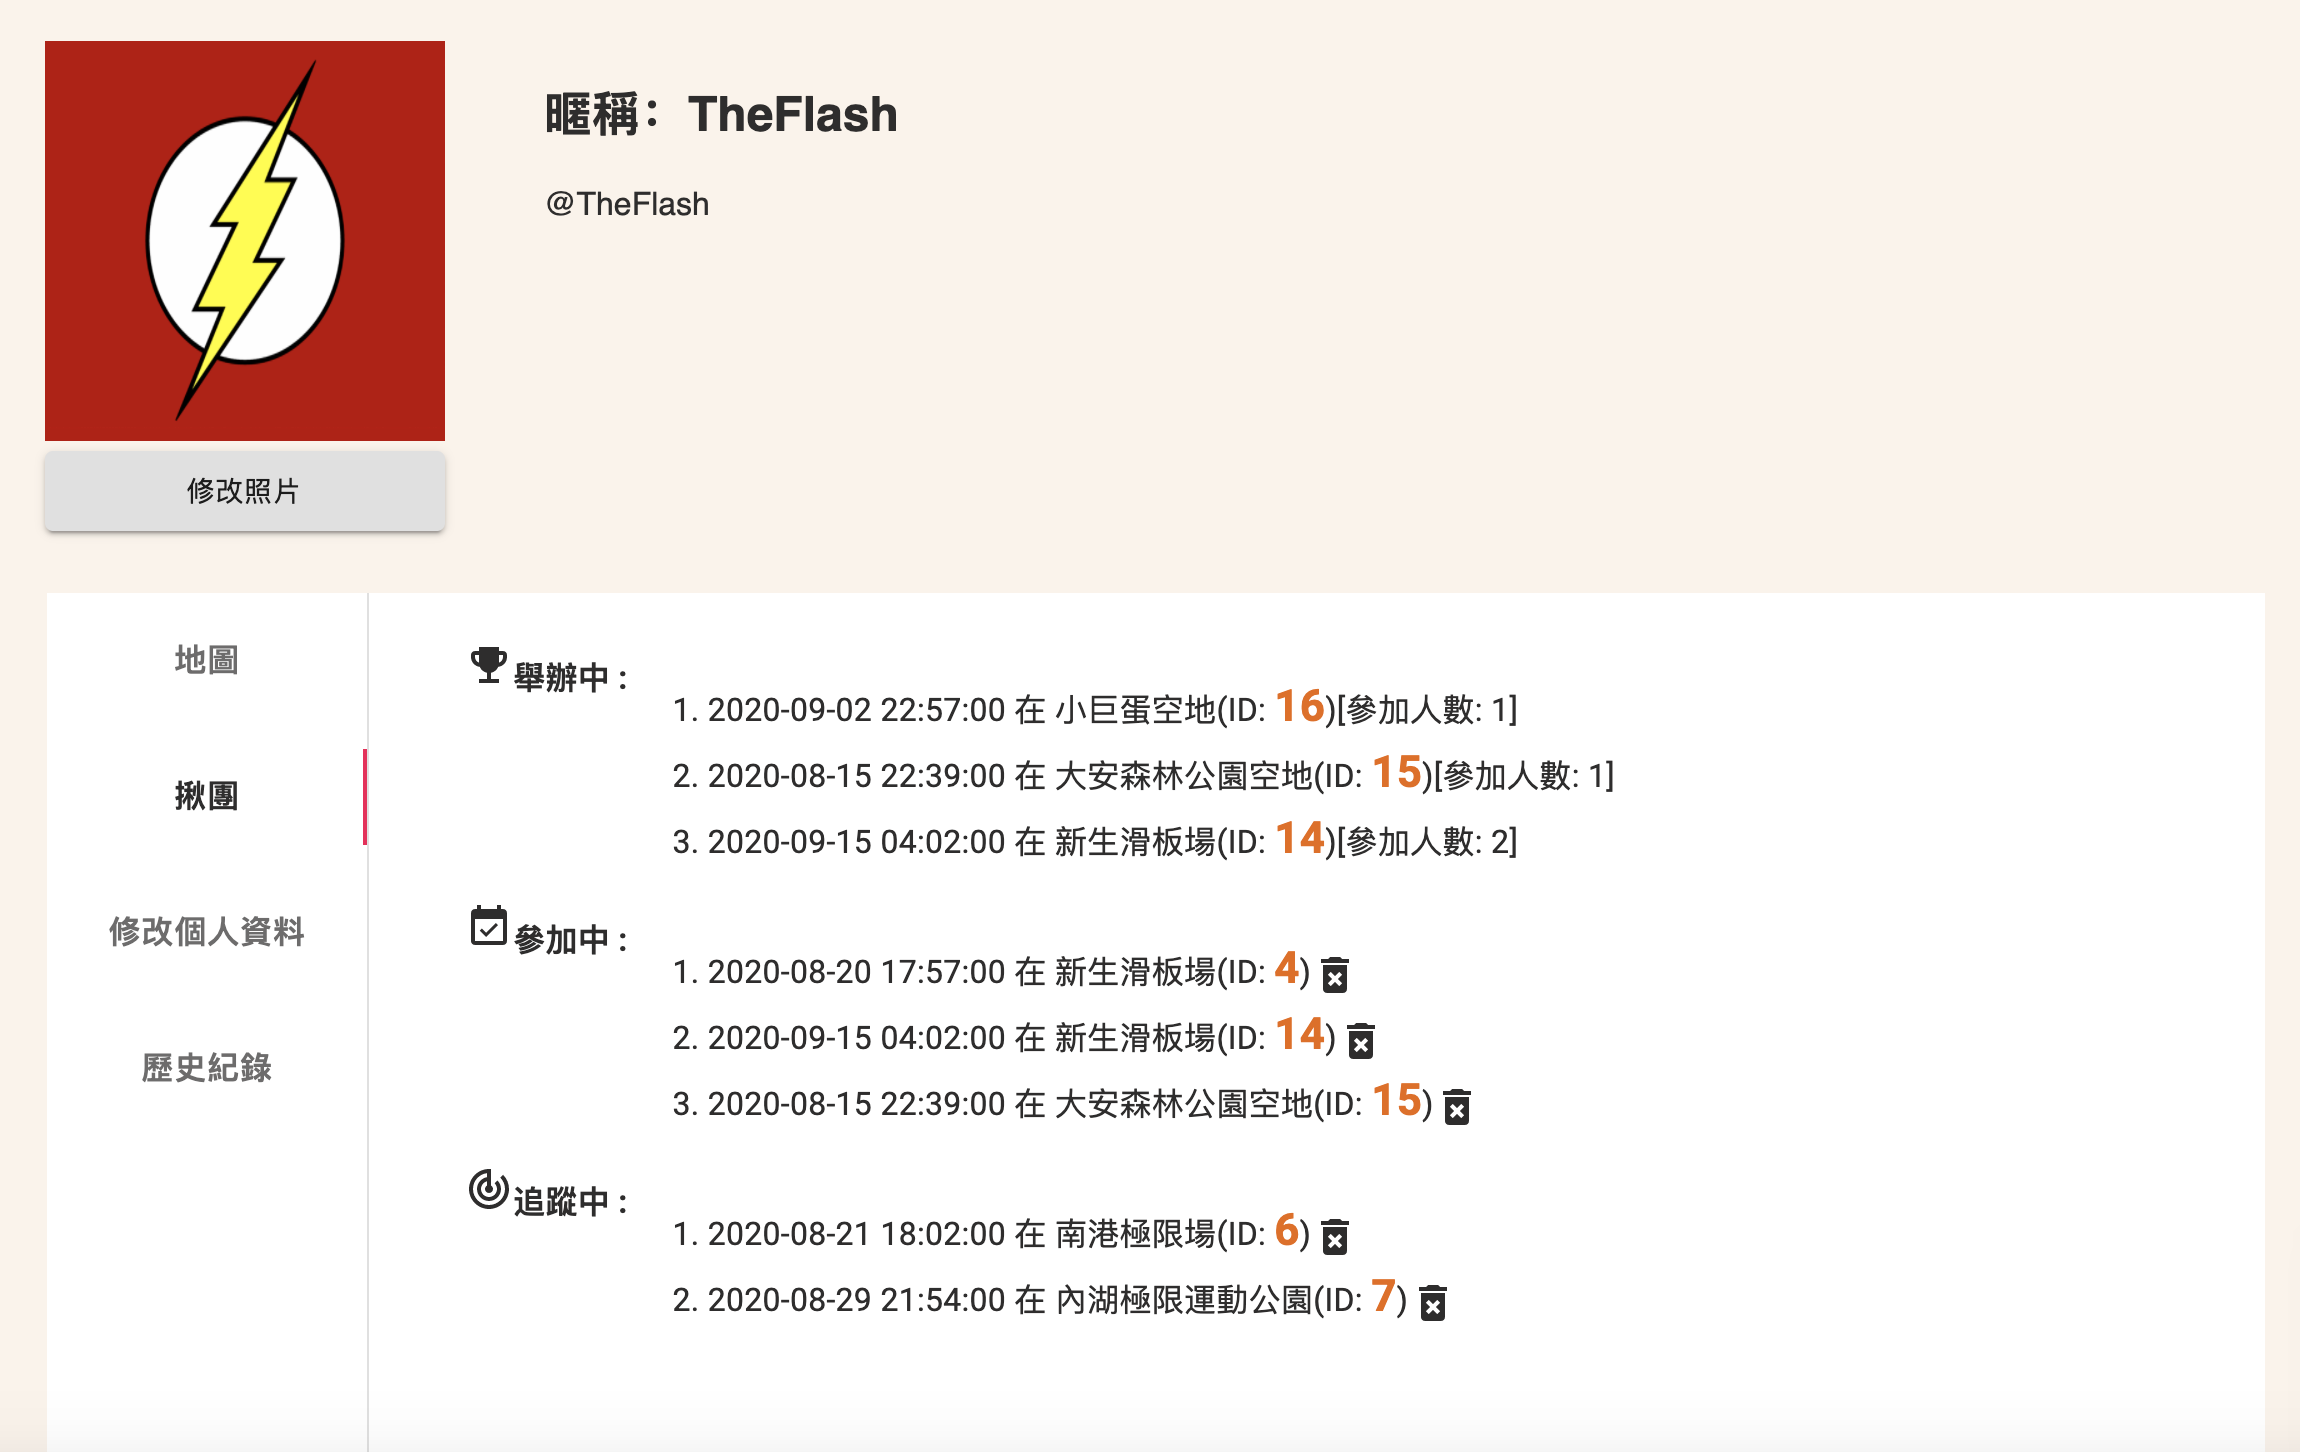 暱稱：TheFlash
@TheFlash
修改照片
地圖
揪團
修改個人資料
歷史紀錄
舉辦中 :
1. 2020-09-02 22:57:00 在 小巨蛋空地(ID: 16)[參加人數: 1]
2. 2020-08-15 22:39:00 在 大安森林公園空地(ID: 15)[參加人數: 1]
3. 2020-09-15 04:02:00 在 新生滑板場(ID: 14)[參加人數: 2]
參加中 :
1. 2020-08-20 17:57:00 在 新生滑板場(ID: 4)
2. 2020-09-15 04:02:00 在 新生滑板場(ID: 14)
3. 2020-08-15 22:39:00 在 大安森林公園空地(ID: 15)
追蹤中 :
1. 2020-08-21 18:02:00 在 南港極限場(ID: 6)
2. 2020-08-29 21:54:00 在 內湖極限運動公園(ID: 7)